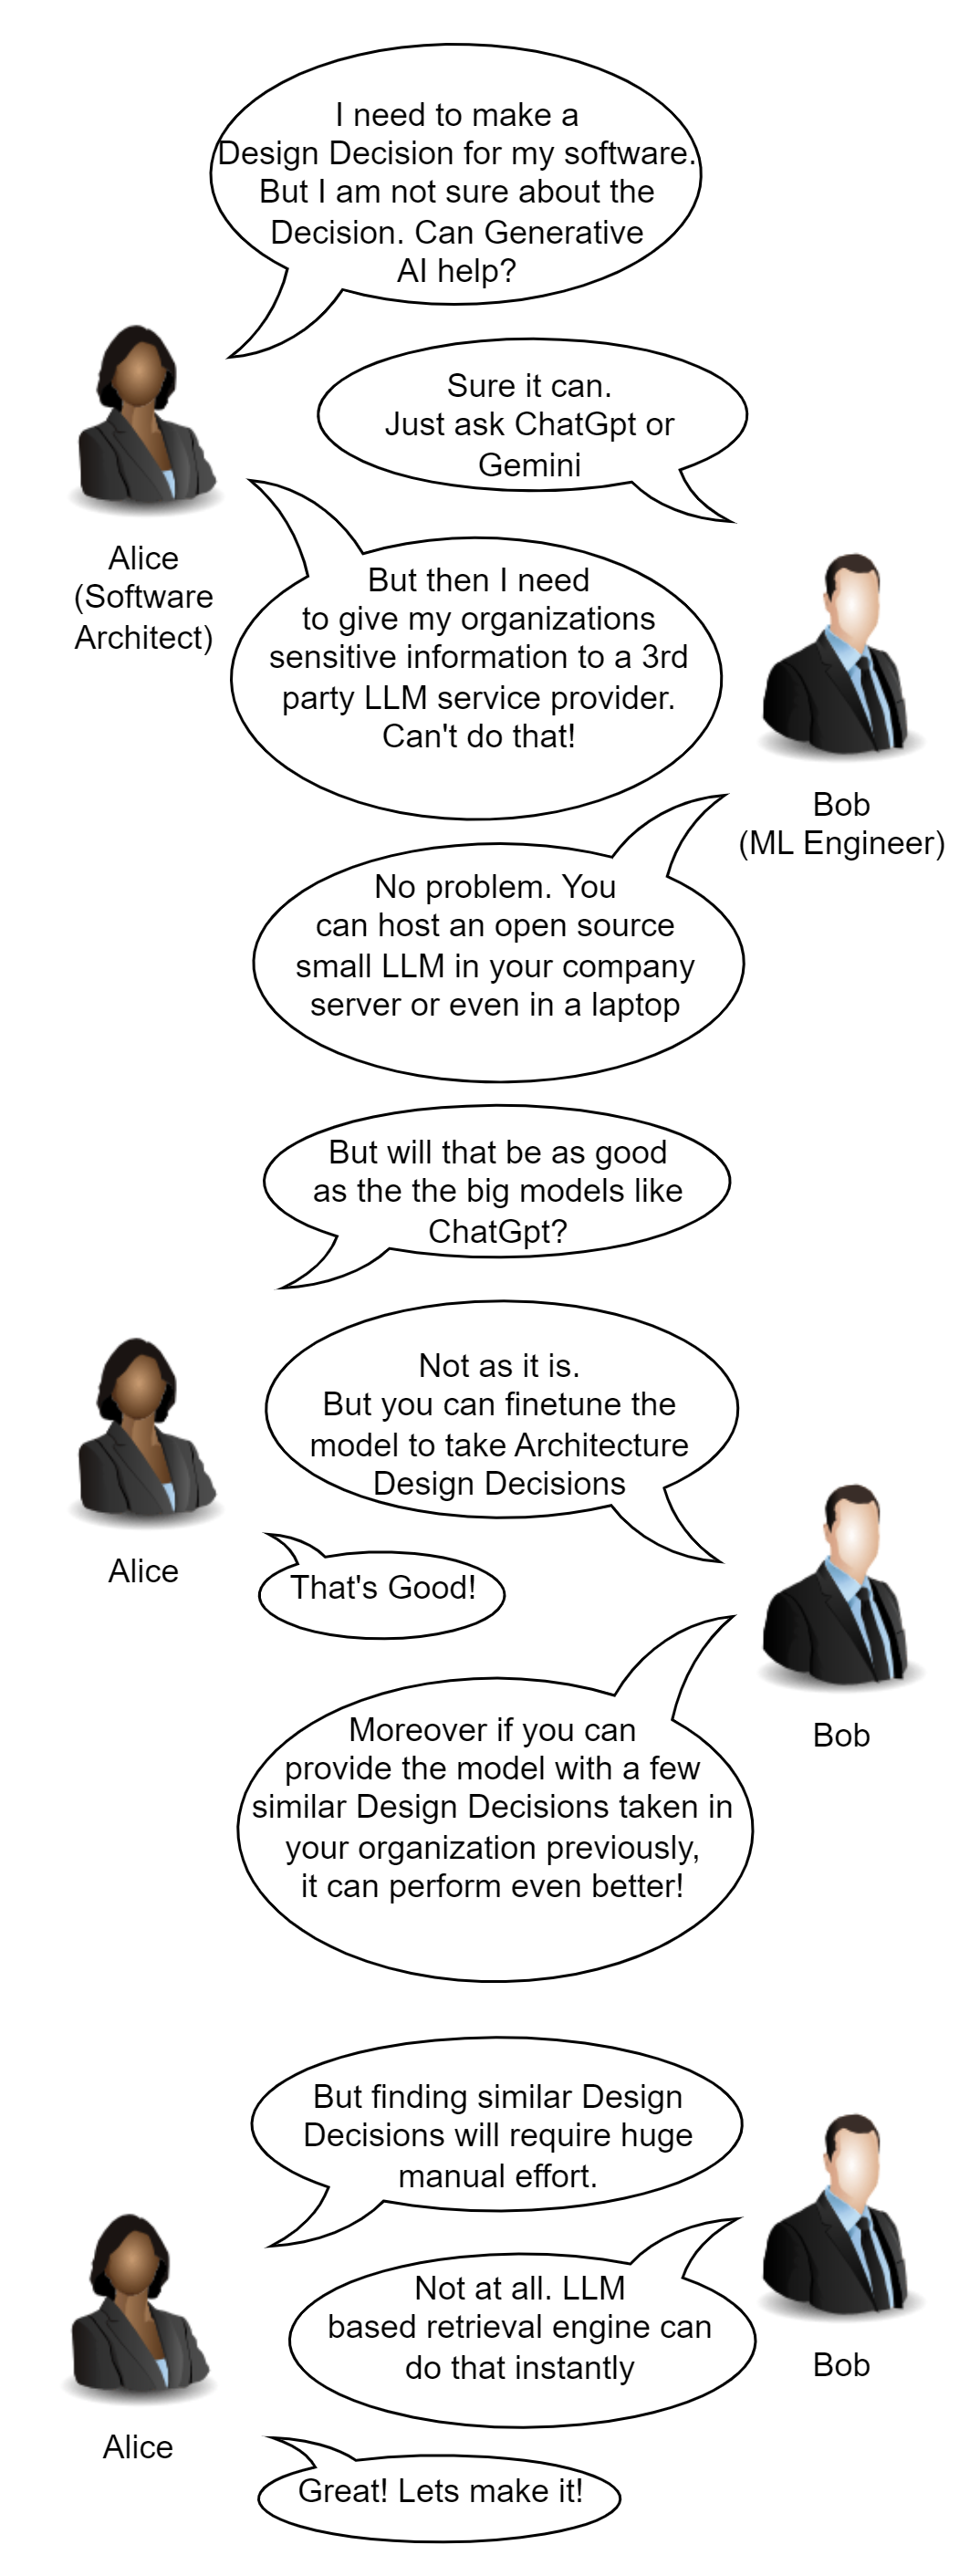 I need to make a
Design Decision for my software.
But I am not sure about the
Decision. Can Generative
AI help?
Sure it can.
Just ask ChatGpt or
Gemini
Alice
(Software
Architect)
But then I need
to give my organizations
sensitive information to a 3rd
party LLM service provider.
Can't do that!
Bob
(ML Engineer)
No problem. You
can host an open source
small LLM in your company
server or even in a laptop
But will that be as good
as the the big models like
ChatGpt?
Not as it is.
But you can finetune the
model to take Architecture
Design Decisions
Alice
That's Good!
Bob
Moreover if you can
provide the model with a few
similar Design Decisions taken in
your organization previously,
it can perform even better!
But finding similar Design
Decisions will require huge
manual effort.
Not at all. LLM
based retrieval engine can
do that instantly
Bob
Alice
Great! Lets make it!